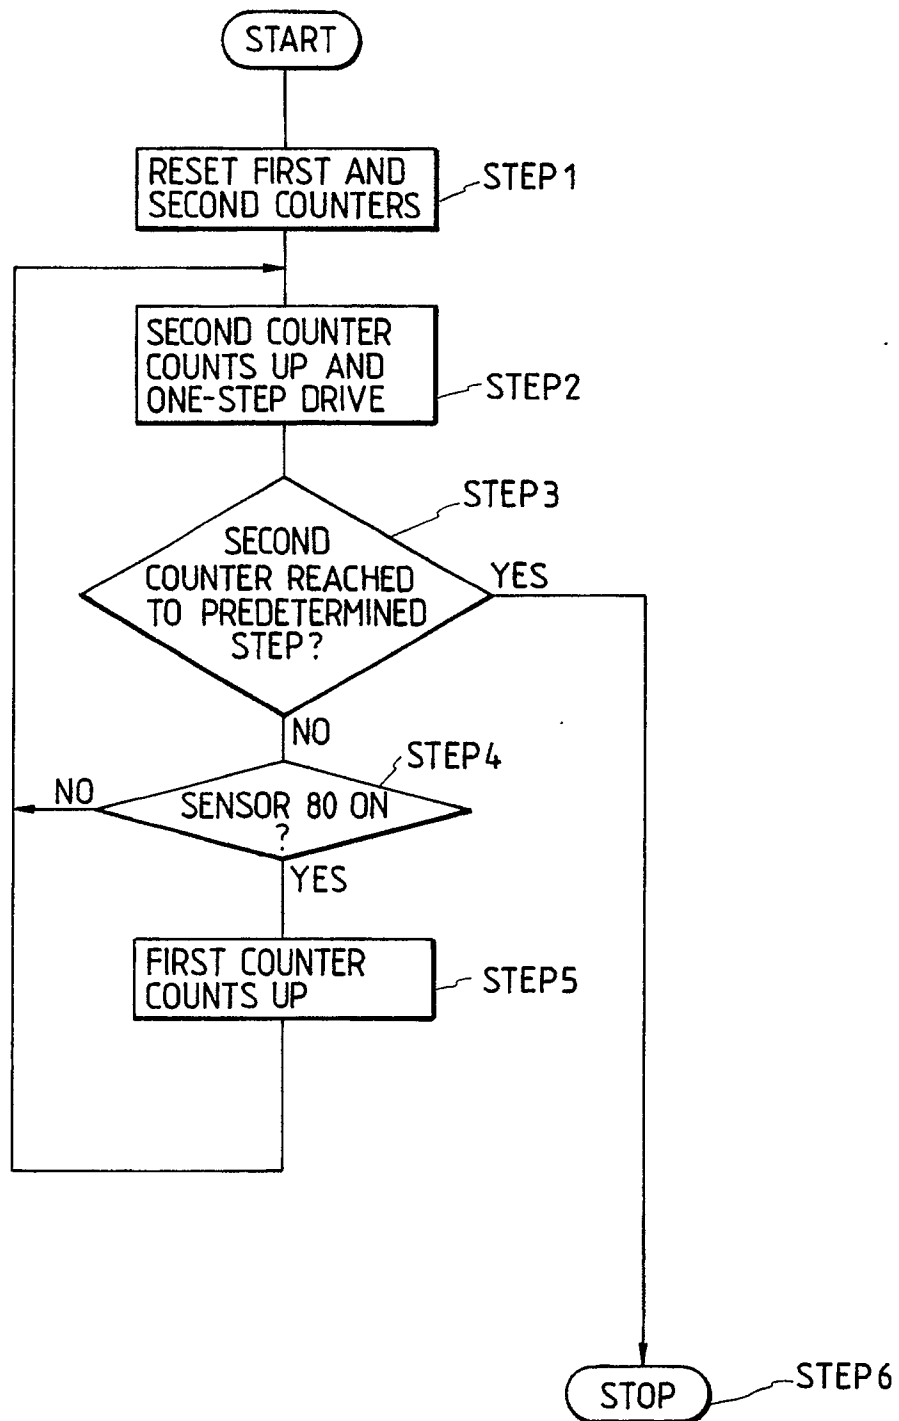 START
RESET FIRST AND
SECOND COUNTERS
STEP1
SECOND COUNTER
COUNTS UP AND
ONE-STEP DRIVE
STEP2
STEP3
SECOND
COUNTER REACHED
TO PREDETERMINED
STEP?
YES
NO
STEP4
NO
SENSOR 80 ON
?
YES
FIRST COUNTER
COUNTS UP
STEP5
STEP6
STOP